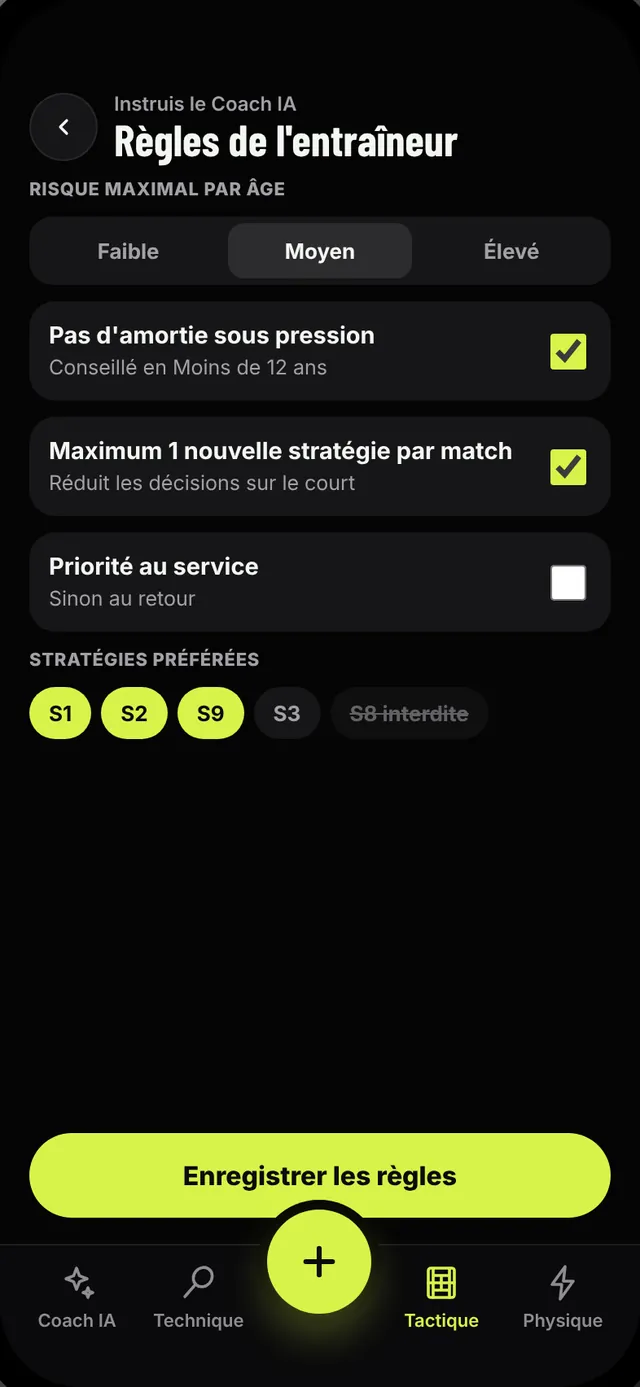 Instruis le Coach IA
Règles de l'entraîneur
RISQUE MAXIMAL PAR ÂGE
Faible Moyen Élevé
Pas d'amortie sous pression
Conseillé en Moins de 12 ans
Maximum 1 nouvelle stratégie par match
Réduit les décisions sur le court
Priorité au service
Sinon au retour
STRATÉGIES PRÉFÉRÉES
S1 S2 S9 S3 S8 interdite
Enregistrer les règles
Coach IA Technique Tactique Physique